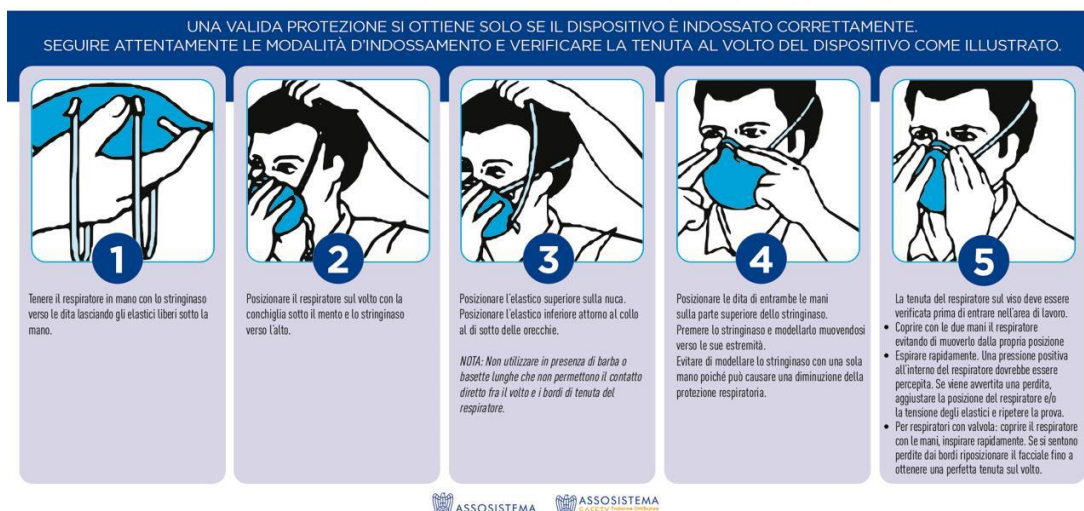 UNA VALIDA PROTEZIONE SI OTTIENE SOLO SE IL DISPOSITIVO È INDOSSATO CORRETTAMENTE.
SEGUIRE ATTENTAMENTE LE MODALITÀ D'INDOSSAMENTO E VERIFICARE LA TENUTA AL VOLTO DEL DISPOSITIVO COME ILLUSTRATO.
1
Tenere il respiratore in mano con lo stringinaso
verso le dita lasciando gli elastici liberi sotto la
mano.
2
Posizionare il respiratore sul volto con la
conchiglia sotto il mento e lo stringinaso
verso l'alto.
3
Posizionare l'elastico superiore sulla nuca.
Posizionare l'elastico inferiore attorno al collo
al di sotto delle orecchie.
NOTA: Non utilizzare in presenza di barba o
basette lunghe che non permettono il contatto
diretto fra il volto e i bordi di tenuta del
respiratore.
4
Posizionare le dita di entrambe le mani
sulla parte superiore dello stringinaso.
Premere lo stringinaso e modellarlo muovendosi
verso le sue estremità.
Evitare di modellare lo stringinaso con una sola
mano poiché può causare una diminuzione della
protezione respiratoria.
5
La tenuta del respiratore sul viso deve essere
verificata prima di entrare nell'area di lavoro.
• Coprire con le due mani il respiratore
evitando di muoverlo dalla propria posizione
• Espirare rapidamente. Una pressione positiva
all'interno del respiratore dovrebbe essere
percepita. Se viene avvertita una perdita,
aggiustare la posizione del respiratore e/o
la tensione degli elastici e ripetere la prova.
• Per respiratori con valvola: coprire il respiratore
con le mani, inspirare rapidamente. Se si sentono
perdite dai bordi riposizionare il facciale fino a
ottenere una perfetta tenuta sul volto.
ASSOSISTEMA
ASSOSISTEMA
SAFETY